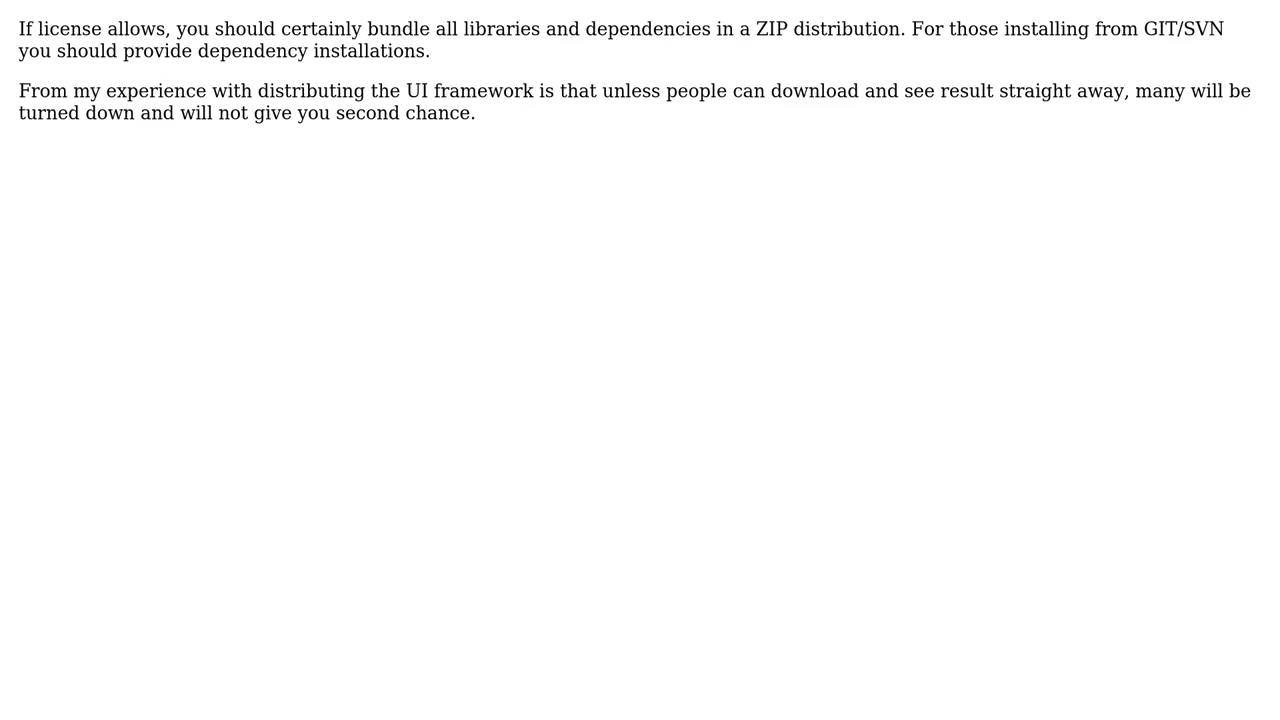 If license allows, you should certainly bundle all libraries and dependencies in a ZIP distribution. For those installing from GIT/SVN
you should provide dependency installations.
From my experience with distributing the UI framework is that unless people can download and see result straight away, many will be
turned down and will not give you second chance.